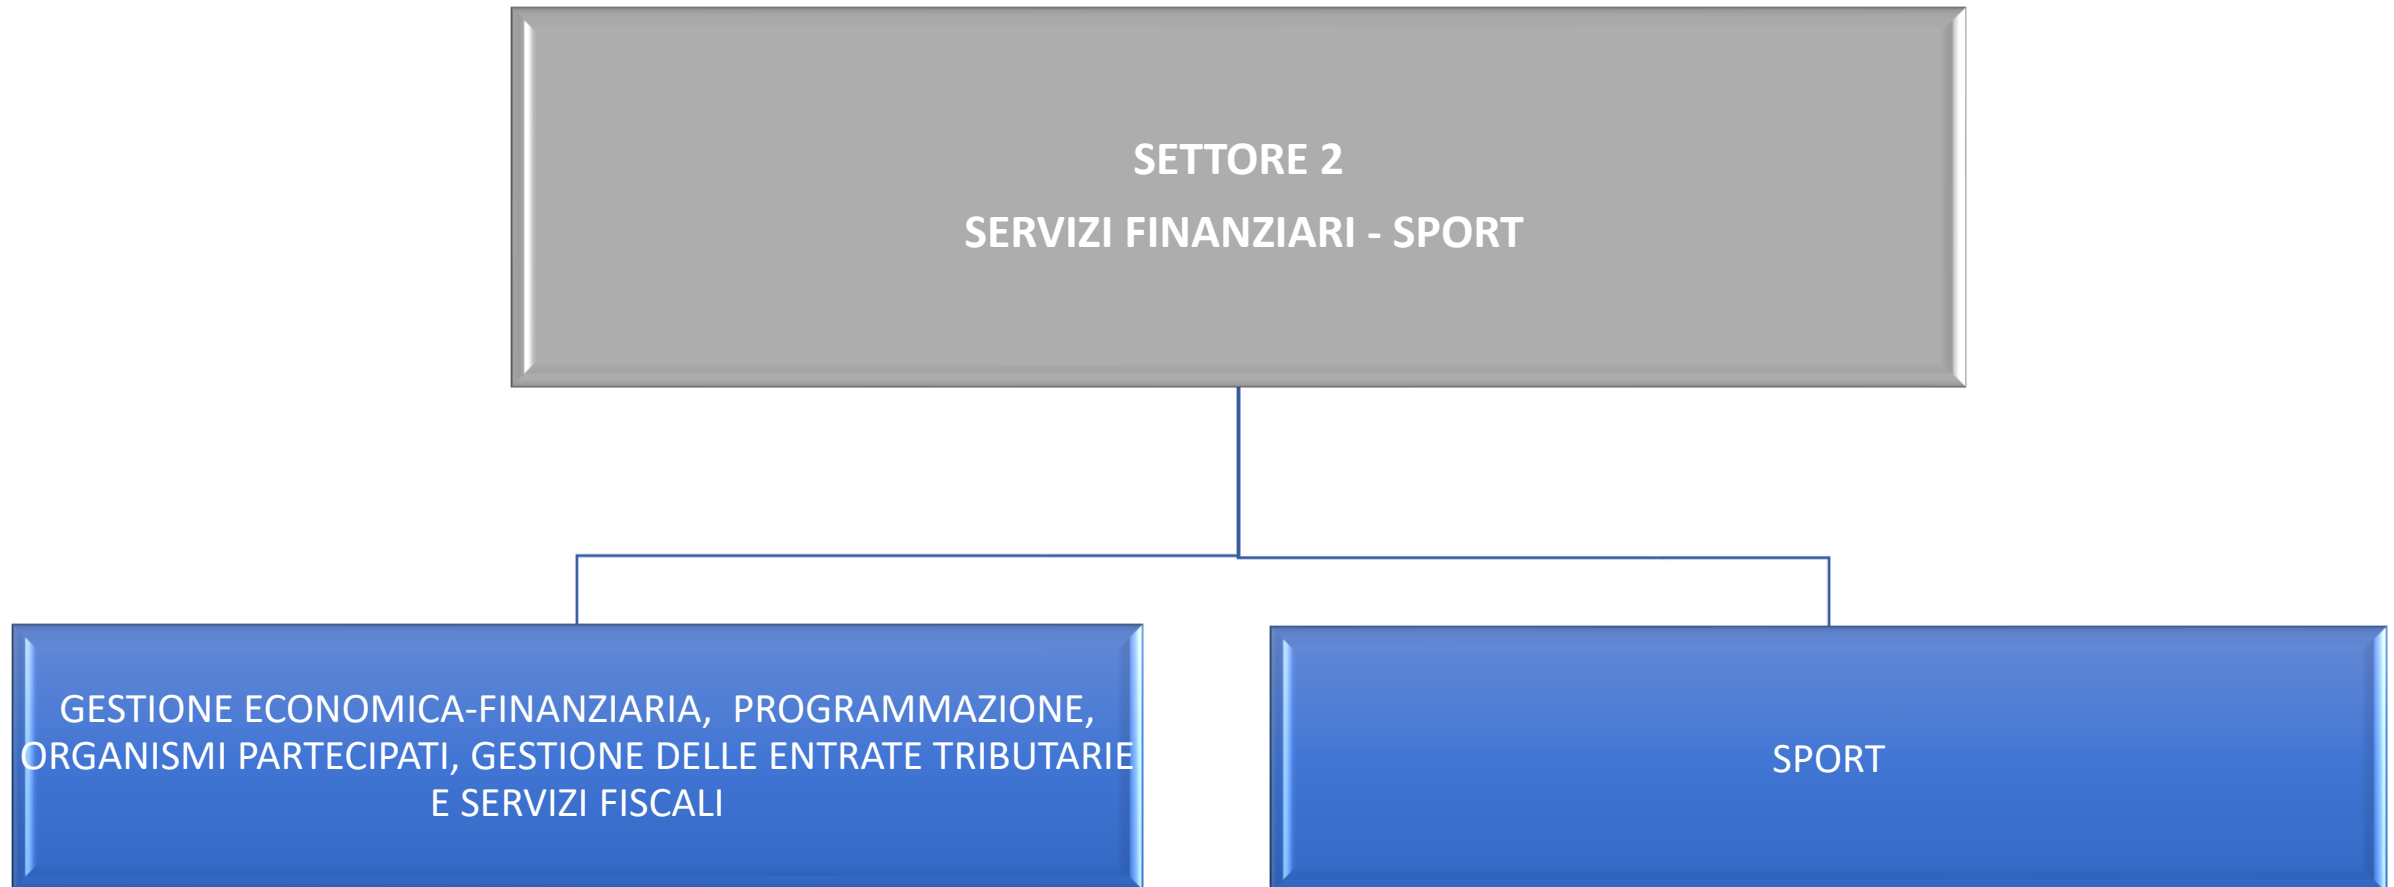 SETTORE 2
SERVIZI FINANZIARI - SPORT
GESTIONE ECONOMICA-FINANZIARIA, PROGRAMMAZIONE,
ORGANISMI PARTECIPATI, GESTIONE DELLE ENTRATE TRIBUTARIE
E SERVIZI FISCALI
SPORT